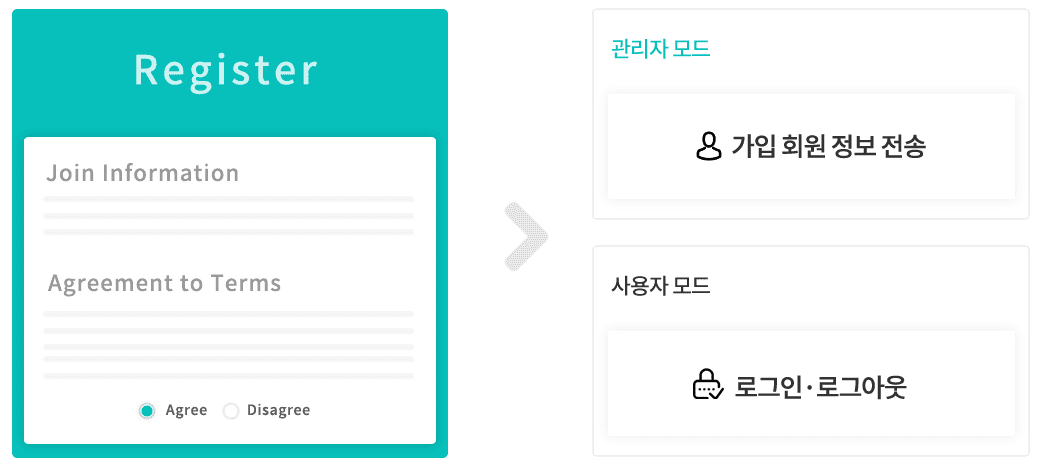 Register
Join Information
Agreement to Terms
Agree Disagree
관리자 모드
가입 회원 정보 전송
사용자 모드
로그인·로그아웃